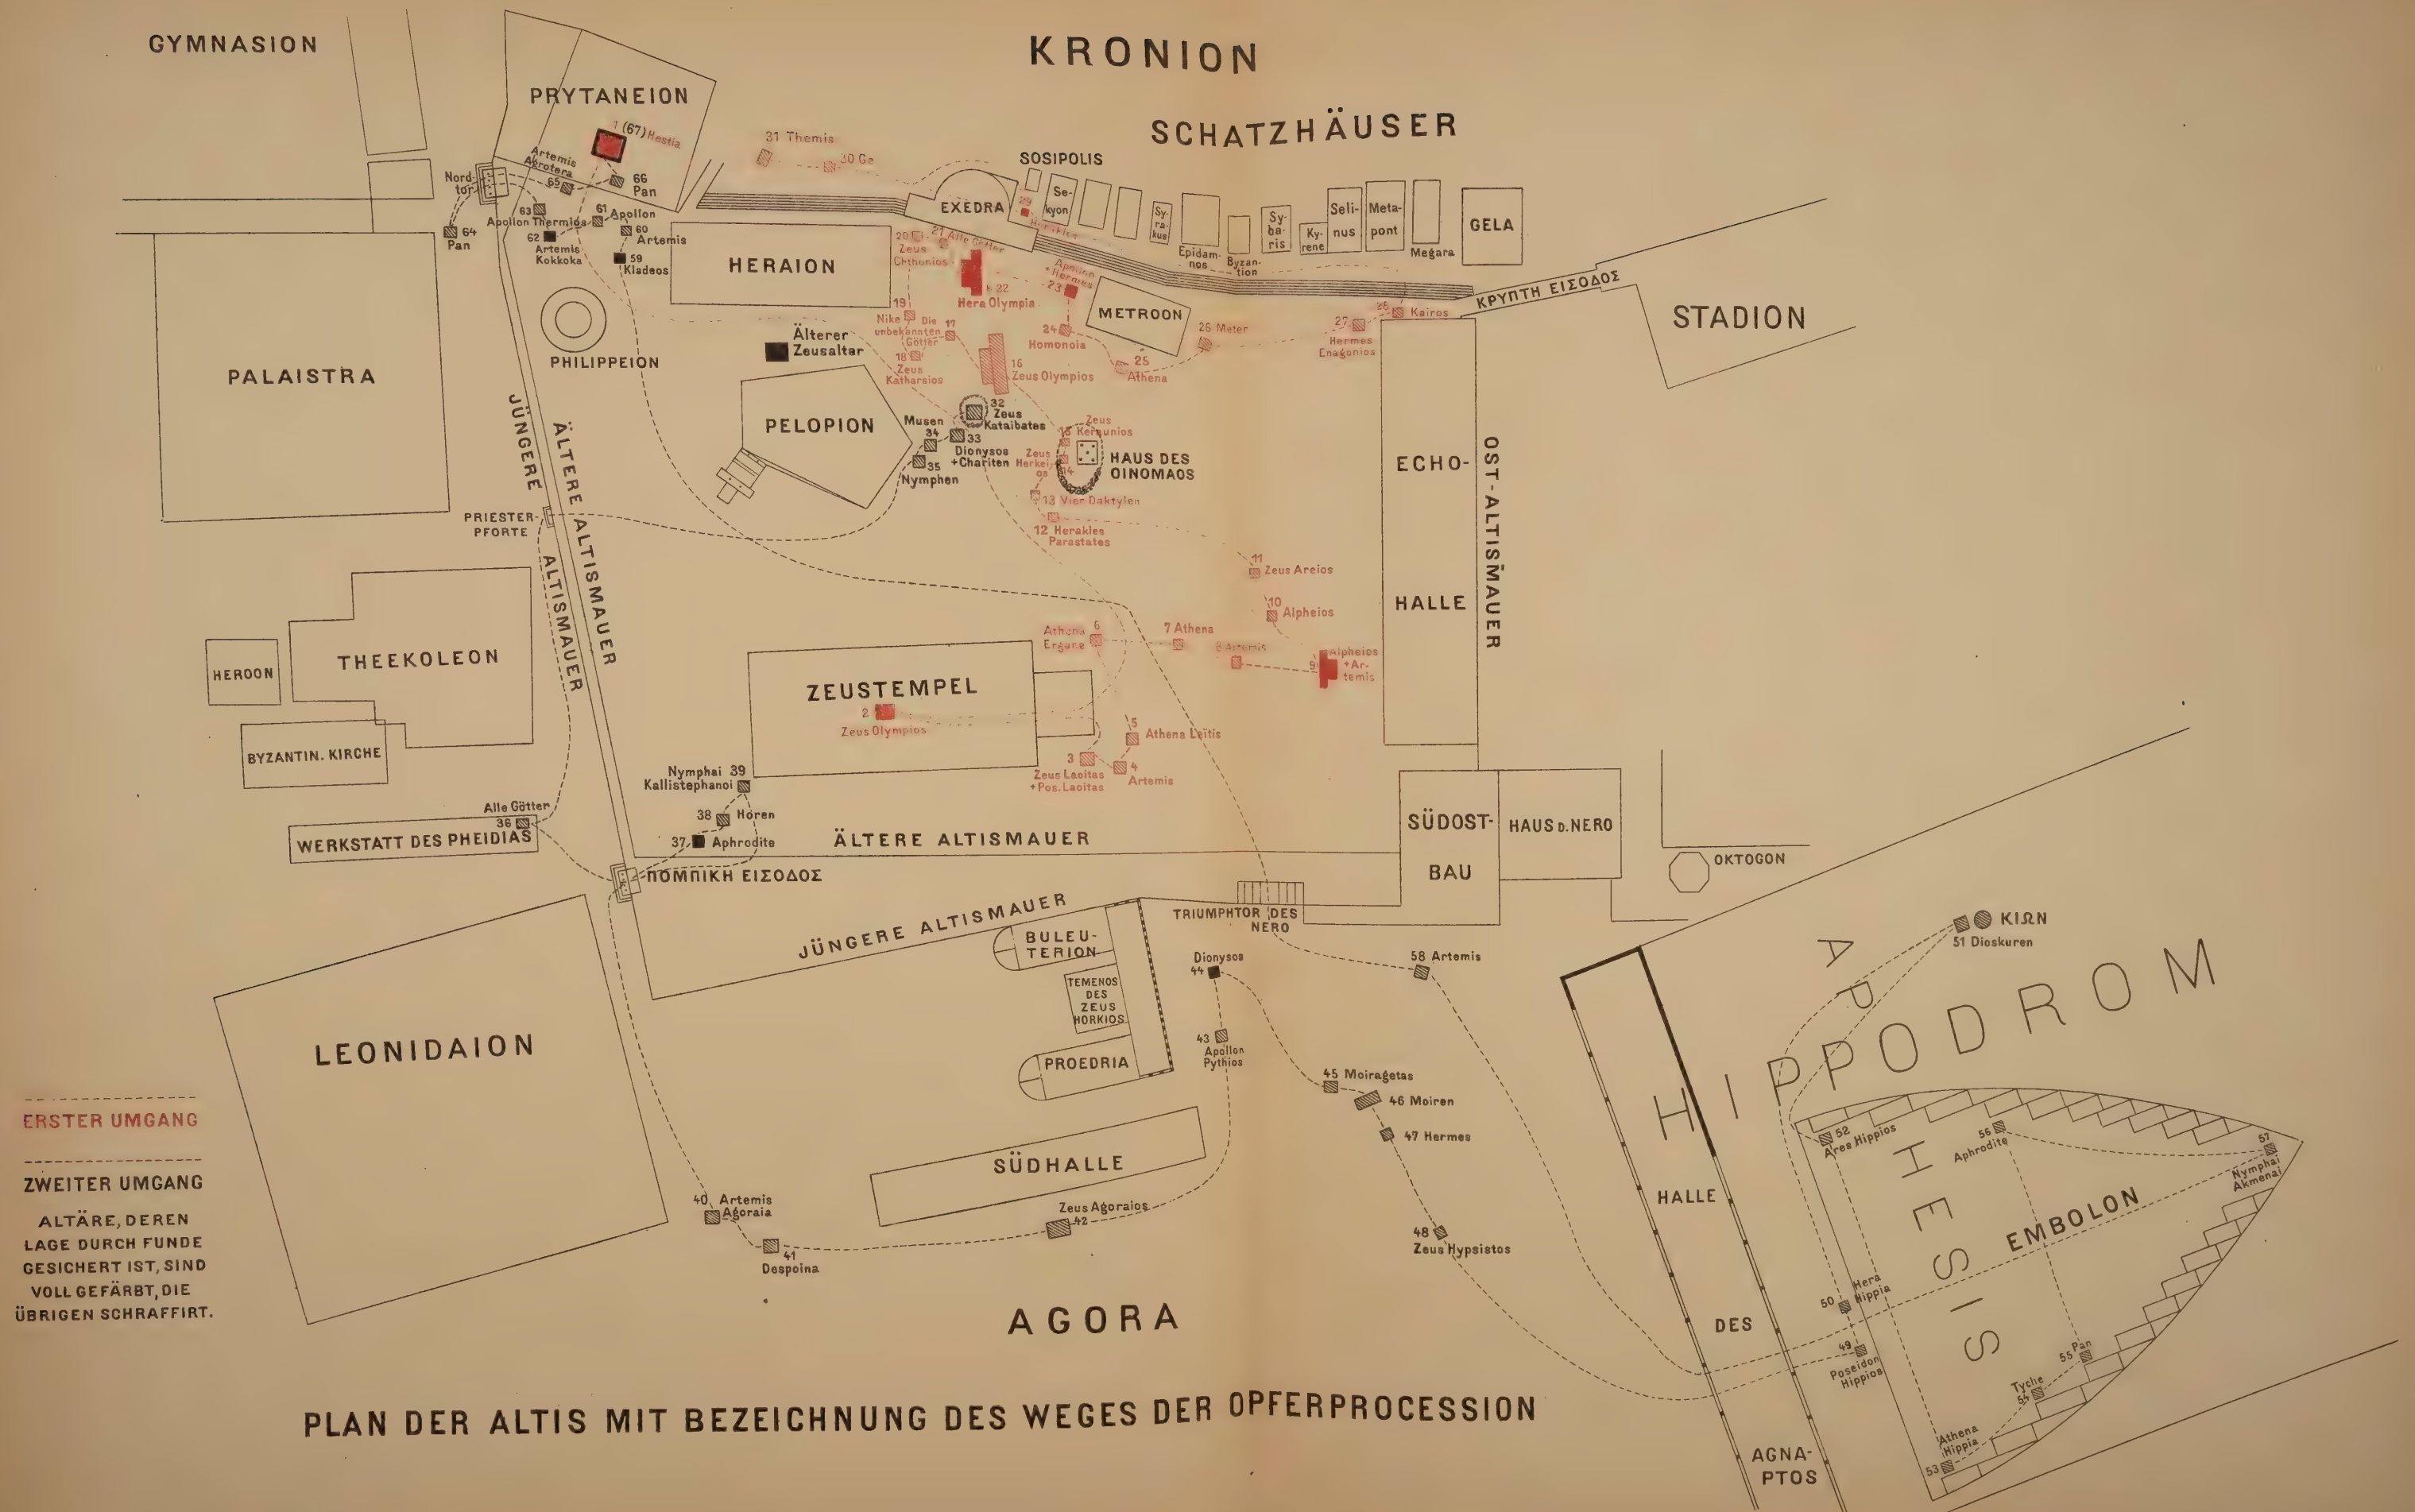 GYMNASION
KRONION
PRYTANEION
SCHATZHÄUSER
1 (67) Hestia
31 Themis
30 Ge
SOSIPOLIS
Artemis
Agrotera
65
66
Pan
Nord-
tor
63
Apollon Thermios
61 Apollon
62
Artemis
Kokkoka
60
Artemis
59
Kladeos
64
Pan
EXEDRA
29
Herakles
Se-
kyon
Sy-
ra-
kus
Epidam-
nos
Byzan-
tion
Sy-
ba-
ris
Ky-
rene
Seli-
nus
Meta-
pont
Megara
GELA
HERAION
20
Zeus
Chthonios
21 Alle Götter
22
Hera Olympia
Apollon
+Hermes
23
METROON
ΚΡΥΠΤΗ ΕΙΣΟΔΟΣ
STADION
28 Kairos
27
Hermes
Enagonios
26 Meter
24
Homonoia
25
Athena
19
Nike
Die
unbekannten
Götter
17
18
Zeus
Katharsios
16
Zeus Olympios
Älterer
Zeusaltar
PHILIPPEION
PALAISTRA
PELOPION
32
Zeus
Kataibates
33
Dionysos
+Chariten
Musen
34
35
Nymphen
Zeus
15 Keraunios
Zeus
Herkei-
os
14
HAUS DES
OINOMAOS
13 Vier Daktylen
12 Herakles
Parastates
11
Zeus Areios
10
Alpheios
ECHO-
HALLE
OST-ALTISMAUER
JÜNGERE ALTISMAUER
ÄLTERE ALTISMAUER
PRIESTER-
PFORTE
THEEKOLEON
HEROON
BYZANTIN. KIRCHE
Athena
Ergane
6
7 Athena
8 Artemis
9
Alpheios
+Ar-
temis
ZEUSTEMPEL
2
Zeus Olympios
3
Zeus Laoitas
+Pos. Laoitas
4
Artemis
5
Athena Leïtis
Nymphai 39
Kallistephanoi
38 Horen
37 Aphrodite
Alle Götter
36
WERKSTATT DES PHEIDIAS
ÄLTERE ALTISMAUER
ΠΟΜΠΙΚΗ ΕΙΣΟΔΟΣ
JÜNGERE ALTISMAUER
SÜDOST-
BAU
HAUS D. NERO
OKTOGON
TRIUMPHTOR DES
NERO
BULEU-
TERION
TEMENOS
DES
ZEUS
HORKIOS
PROEDRIA
SÜDHALLE
LEONIDAION
Dionysos
44
43
Apollon
Pythios
58 Artemis
45 Moiragetas
46 Moiren
47 Hermes
48
Zeus Hypsistos
40 Artemis
Agoraia
41
Despoina
Zeus Agoraios
42
AGORA
HALLE
DES
AGNA-
PTOS
HIPPODROM
APHESIS
EMBOLON
ΚΙΩΝ
51 Dioskuren
52
Ares Hippios
56
Aphrodite
57
Nymphai
Akmenai
50
Hera
Hippia
49
Poseidon
Hippios
55 Pan
Tyche
54
Athena
Hippia
53
ERSTER UMGANG
ZWEITER UMGANG
ALTÄRE, DEREN
LAGE DURCH FUNDE
GESICHERT IST, SIND
VOLL GEFÄRBT, DIE
ÜBRIGEN SCHRAFFIRT.
PLAN DER ALTIS MIT BEZEICHNUNG DES WEGES DER OPFERPROCESSION